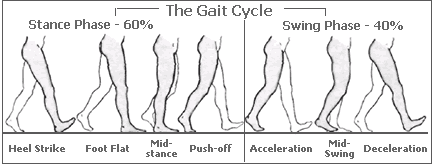 The Gait Cycle
Stance Phase - 60%
Swing Phase - 40%
Heel Strike
Foot Flat
Mid-
stance
Push-off
Acceleration
Mid-
Swing
Deceleration